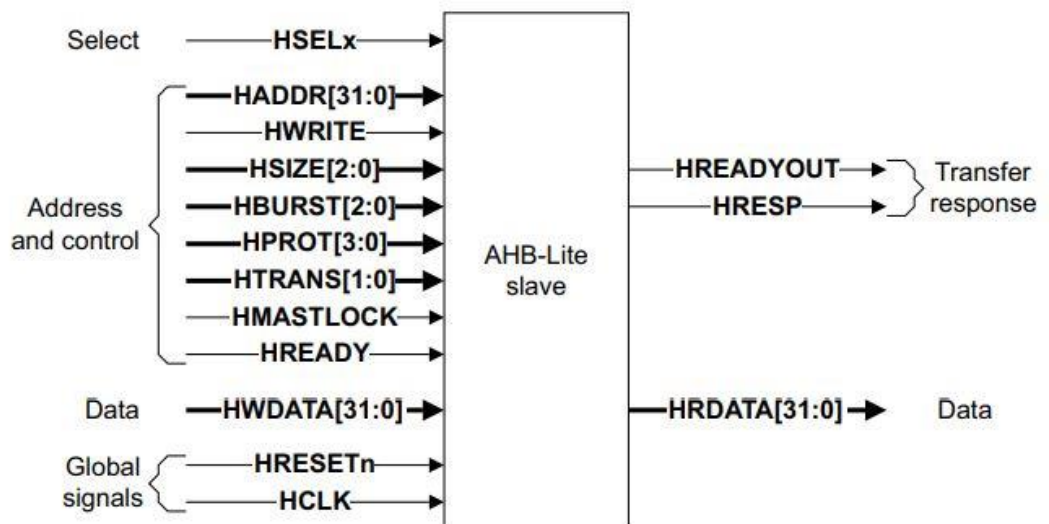 Select
HSELx
HADDR[31:0]
HWRITE
HSIZE[2:0]
HBURST[2:0]
HPROT[3:0]
HTRANS[1:0]
HMASTLOCK
HREADY
Address
and control
Data
HWDATA[31:0]
Global
signals
HRESETn
HCLK
AHB-Lite
slave
HREADYOUT
HRESP
Transfer
response
HRDATA[31:0]
Data